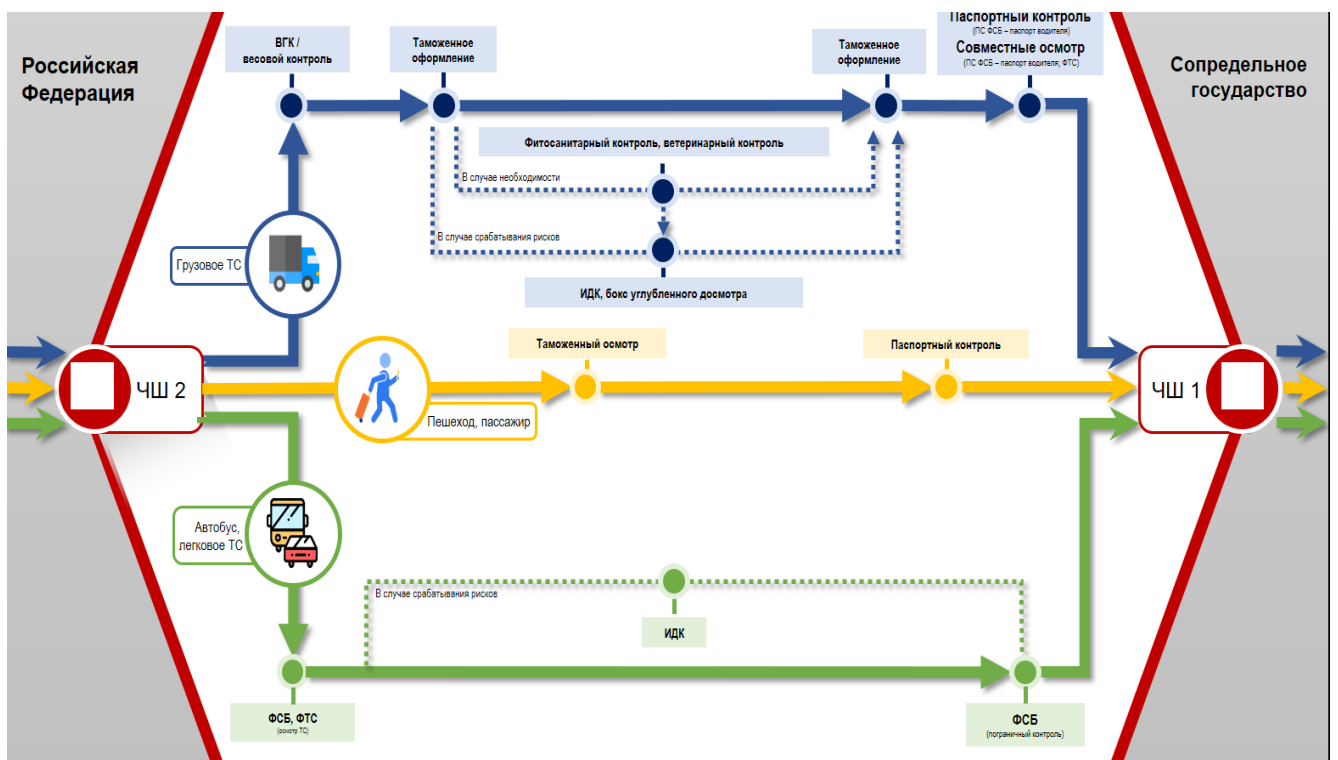 Российская
Федерация
ВГК /
весовой контроль
Таможенное
оформление
Таможенное
оформление
Паспортный контроль
(ПС ФСБ – паспорт водителя)
Совместные осмотр
(ПС ФСБ – паспорт водителя; ФТС)
Сопредельное
государство
Фитосанитарный контроль, ветеринарный контроль
В случае необходимости
В случае срабатывания рисков
Грузовое ТС
ИДК, бокс углубленного досмотра
Таможенный осмотр
Паспортный контроль
ЧШ 2
ЧШ 1
Пешеход, пассажир
Автобус,
легковое ТС
В случае срабатывания рисков
ИДК
ФСБ, ФТС
(осмотр ТС)
ФСБ
(пограничный контроль)